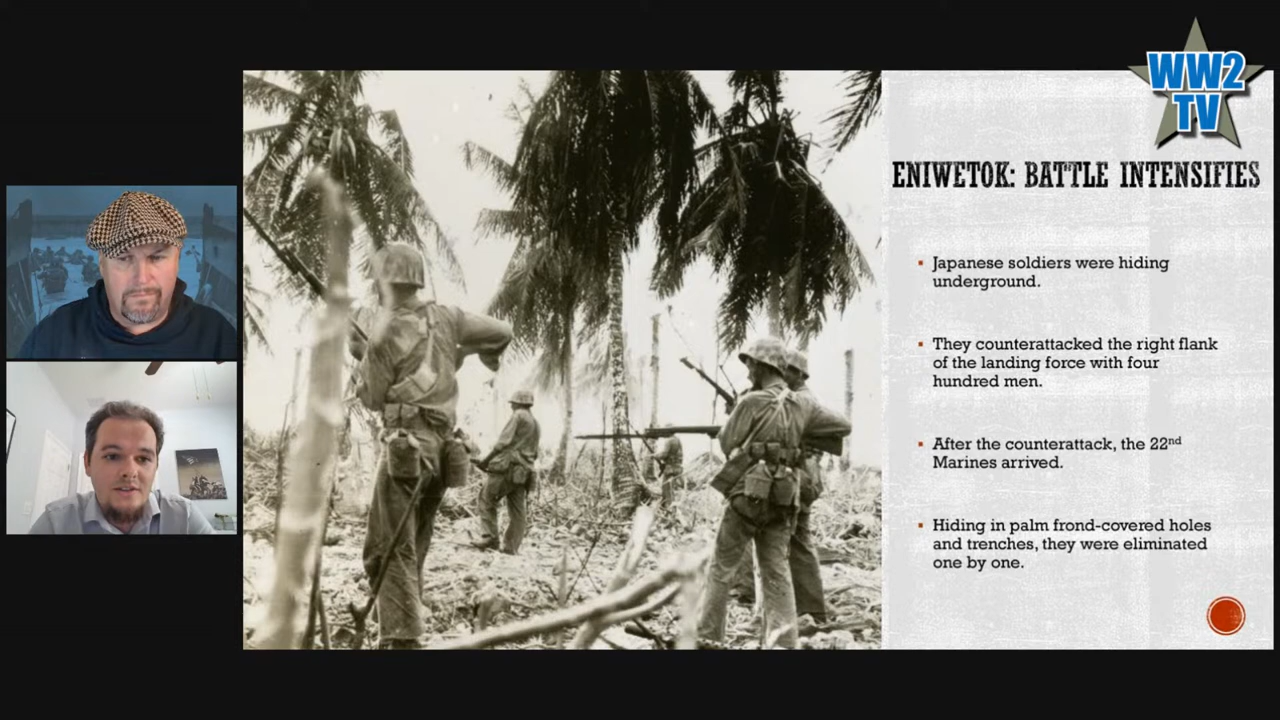 WW2
TV
ENIWETOK: BATTLE INTENSIFIES
▪ Japanese soldiers were hiding
underground.
▪ They counterattacked the right flank
of the landing force with four
hundred men.
▪ After the counterattack, the 22nd
Marines arrived.
▪ Hiding in palm frond-covered holes
and trenches, they were eliminated
one by one.